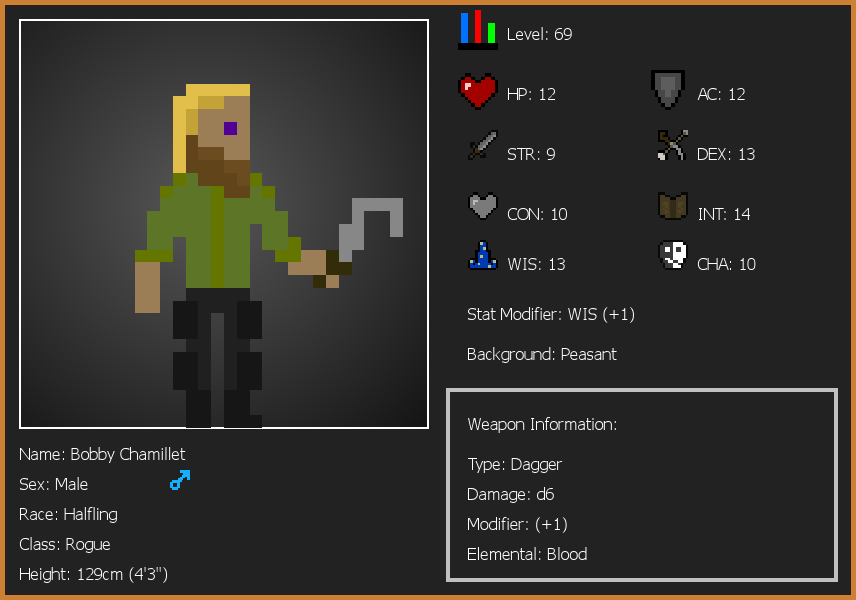 Level: 69
HP: 12
AC: 12
STR: 9
DEX: 13
CON: 10
INT: 14
WIS: 13
CHA: 10
Stat Modifier: WIS (+1)
Background: Peasant
Weapon Information:
Type: Dagger
Damage: d6
Modifier: (+1)
Elemental: Blood
Name: Bobby Chamillet
Sex: Male
Race: Halfling
Class: Rogue
Height: 129cm (4'3")